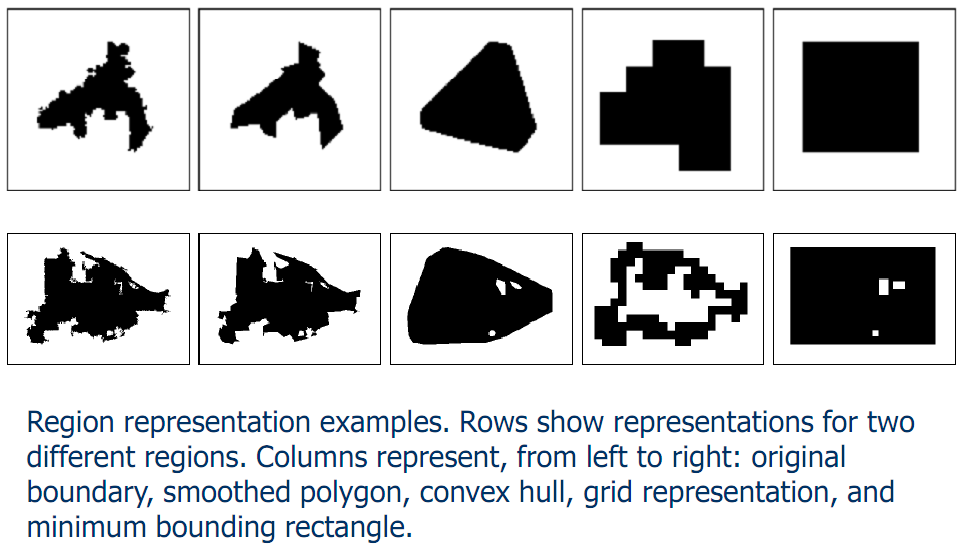 Region representation examples. Rows show representations for two
different regions. Columns represent, from left to right: original
boundary, smoothed polygon, convex hull, grid representation, and
minimum bounding rectangle.